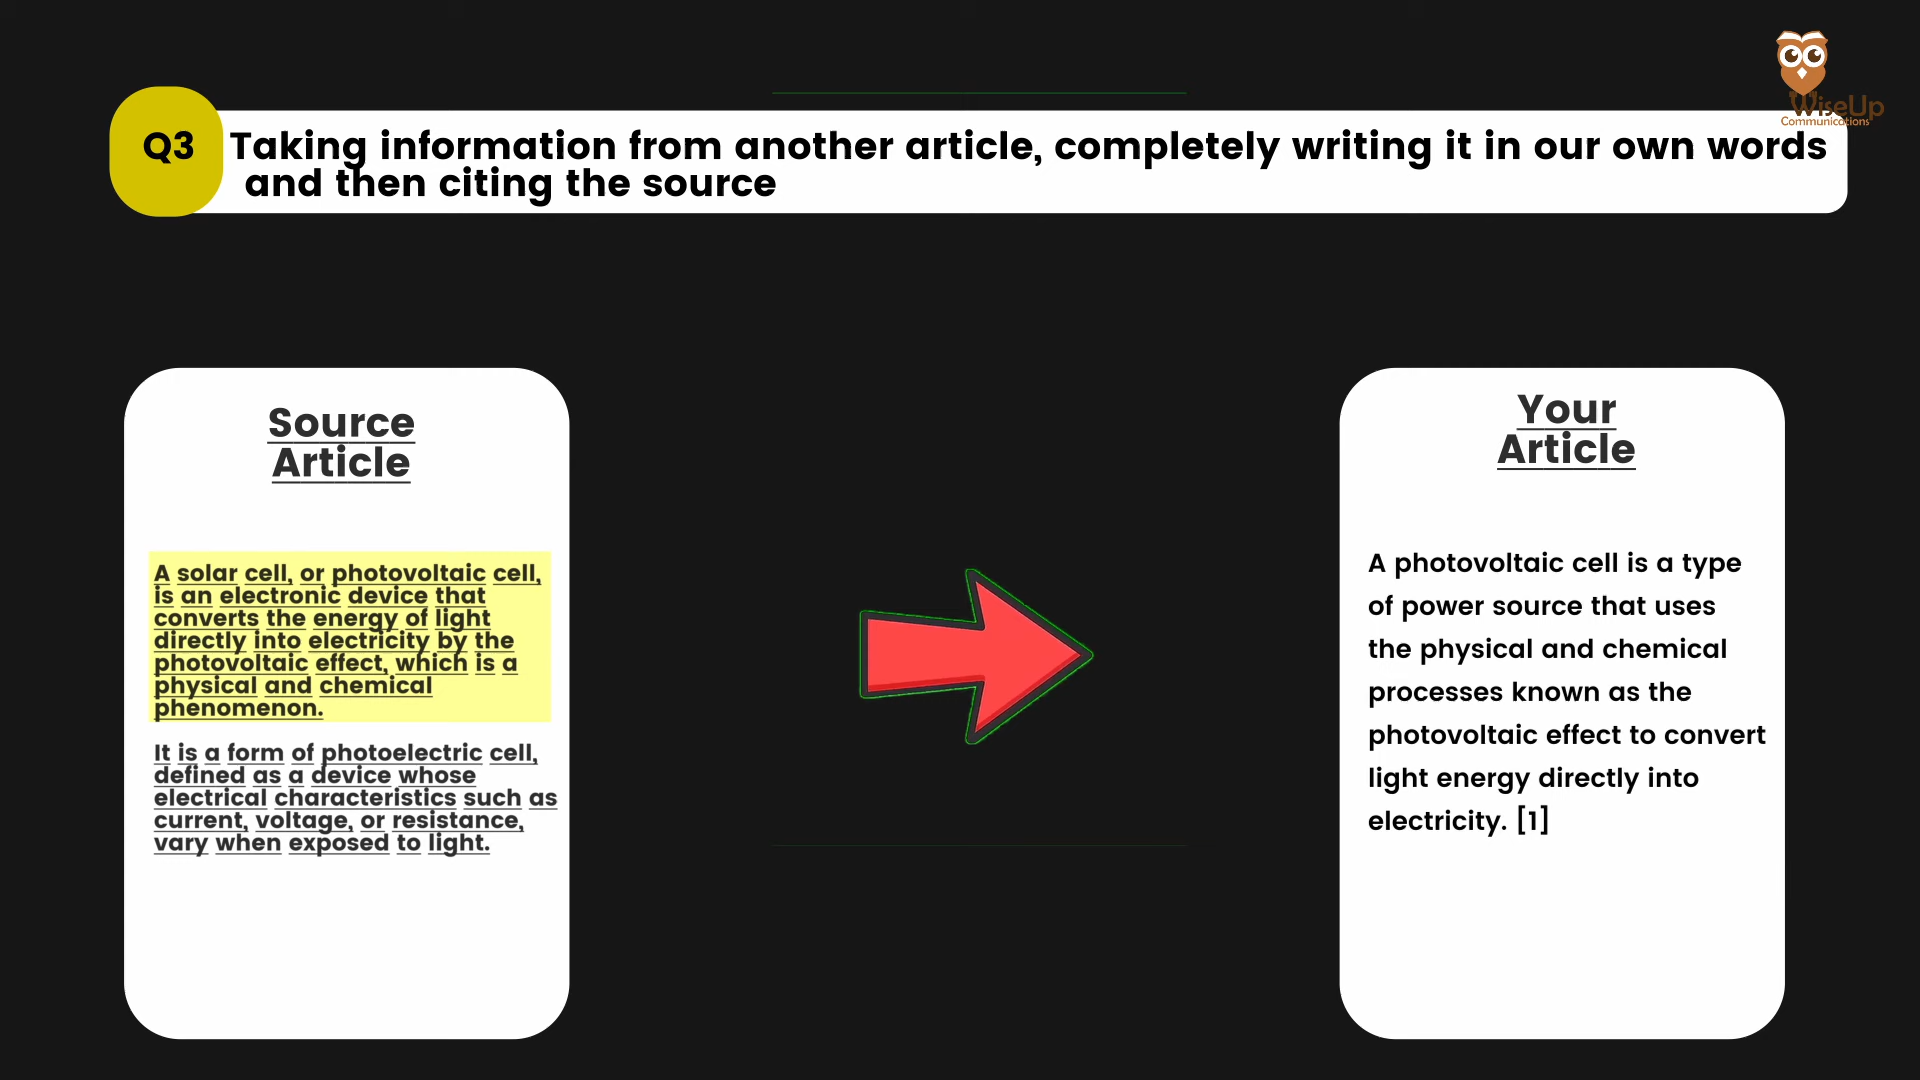 WiseUp
Communications
Q3
Taking information from another article, completely writing it in our own words
and then citing the source
Source
Article
A solar cell, or photovoltaic cell,
is an electronic device that
converts the energy of light
directly into electricity by the
photovoltaic effect, which is a
physical and chemical
phenomenon.
It is a form of photoelectric cell,
defined as a device whose
electrical characteristics such as
current, voltage, or resistance,
vary when exposed to light.
Your
Article
A photovoltaic cell is a type
of power source that uses
the physical and chemical
processes known as the
photovoltaic effect to convert
light energy directly into
electricity. [1]